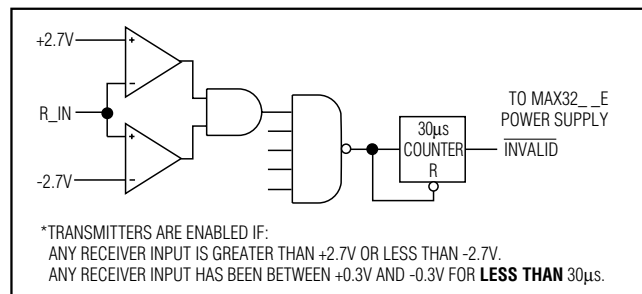 +2.7V
R_IN
-2.7V
30µs
COUNTER
R
TO MAX32_ _E
POWER SUPPLY
INVALID
*TRANSMITTERS ARE ENABLED IF:
ANY RECEIVER INPUT IS GREATER THAN +2.7V OR LESS THAN -2.7V.
ANY RECEIVER INPUT HAS BEEN BETWEEN +0.3V AND -0.3V FOR LESS THAN 30µs.